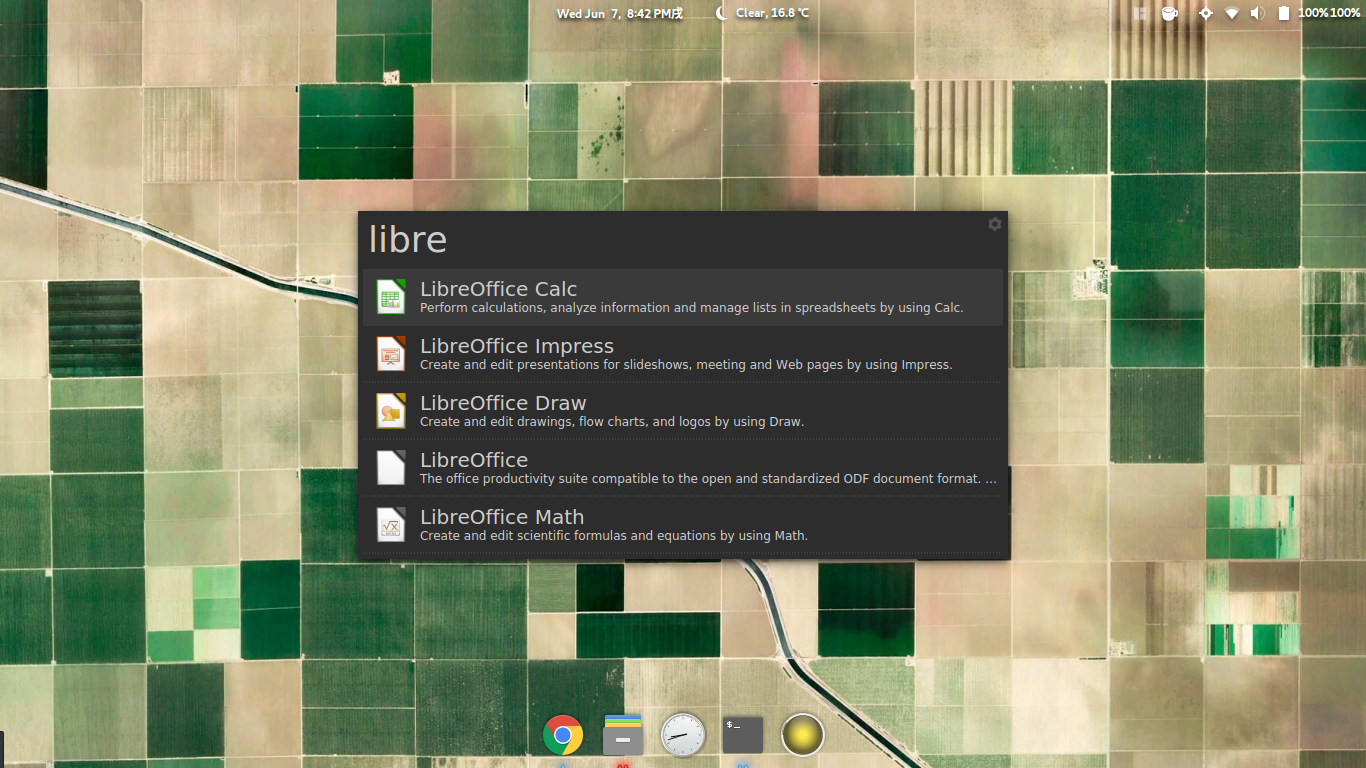 Wed Jun  7,  8:42 PM戌
Clear, 16.8 °C
100%100%
libre
LibreOffice Calc
Perform calculations, analyze information and manage lists in spreadsheets by using Calc.
LibreOffice Impress
Create and edit presentations for slideshows, meeting and Web pages by using Impress.
LibreOffice Draw
Create and edit drawings, flow charts, and logos by using Draw.
LibreOffice
The office productivity suite compatible to the open and standardized ODF document format. ...
LibreOffice Math
Create and edit scientific formulas and equations by using Math.
$_